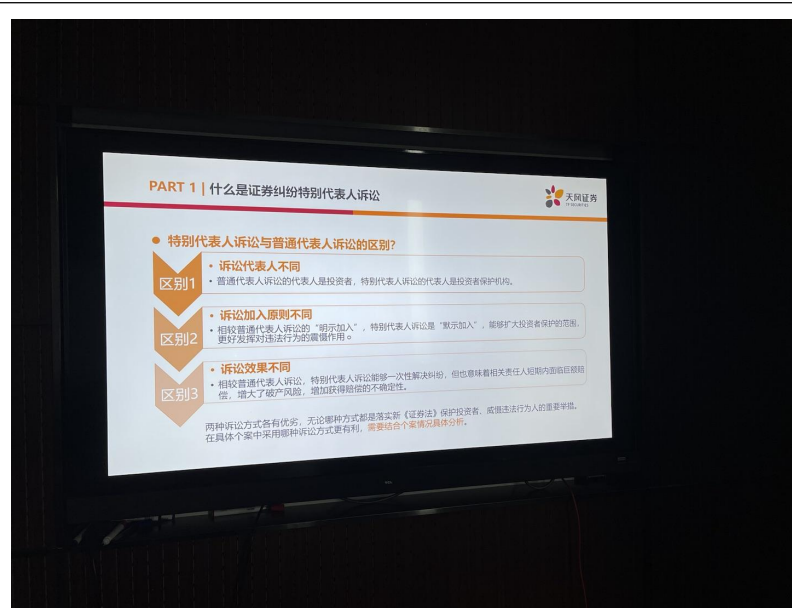 PART 1 | 什么是证券纠纷特别代表人诉讼
天风证券
TF SECURITIES
• 特别代表人诉讼与普通代表人诉讼的区别?
区别1
• 诉讼代表人不同
• 普通代表人诉讼的代表人是投资者，特别代表人诉讼的代表人是投资者保护机构。
区别2
• 诉讼加入原则不同
• 相较普通代表人诉讼的“明示加入”，特别代表人诉讼是“默示加入”，能够扩大投资者保护的范围，
更好发挥对违法行为的震慑作用。
区别3
• 诉讼效果不同
• 相较普通代表人诉讼，特别代表人诉讼能够一次性解决纠纷，但也意味着相关责任人短期内面临巨额赔
偿，增大了破产风险，增加获得赔偿的不确定性。
两种诉讼方式各有优劣，无论哪种方式都是落实新《证券法》保护投资者，威慑违法行为人的重要举措。
在具体个案中采用哪种诉讼方式更有利，需要结合个案情况具体分析。